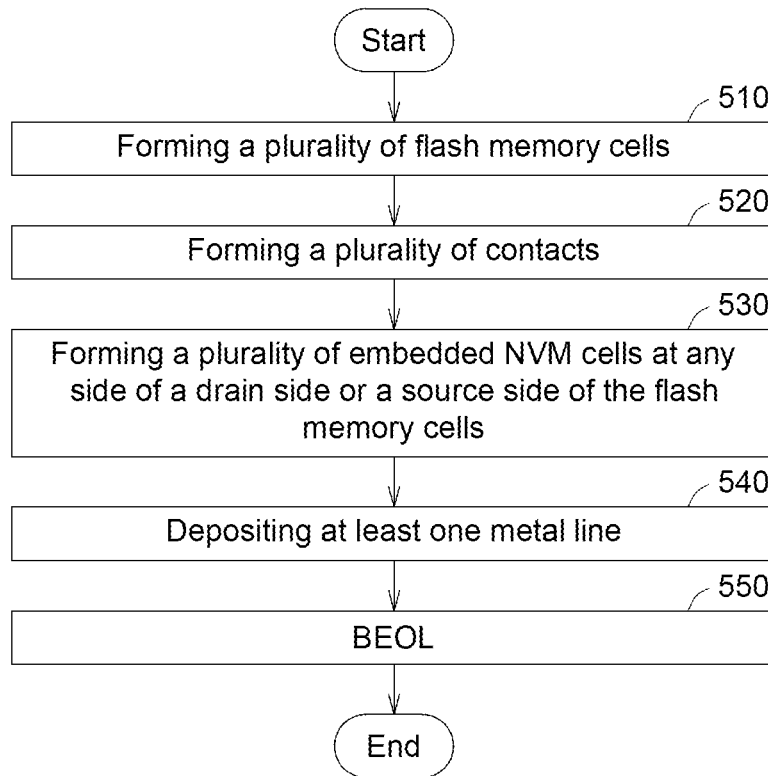 Start
510
Forming a plurality of flash memory cells
520
Forming a plurality of contacts
530
Forming a plurality of embedded NVM cells at any
side of a drain side or a source side of the flash
memory cells
540
Depositing at least one metal line
550
BEOL
End